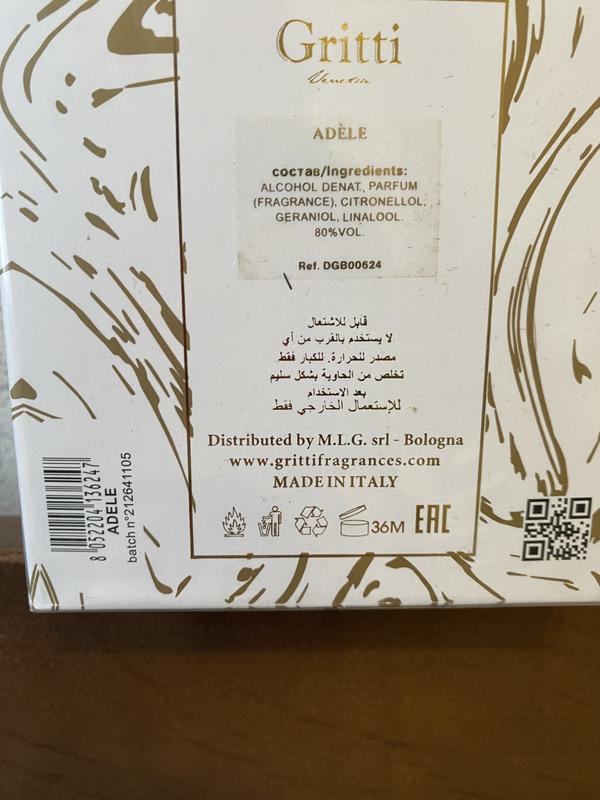 Gritti
Venetia
ADÈLE
состав/Ingredients:
ALCOHOL DENAT., PARFUM
(FRAGRANCE), CITRONELLOL,
GERANIOL, LINALOOL.
80%VOL.
Ref. DGB00624
قابل للاشتعال
لا يستخدم بالقرب من أي
مصدر للحرارة. للكبار فقط
تخلص من الحاوية بشكل سليم
بعد الاستخدام
للإستعمال الخارجي فقط
Distributed by M.L.G. srl - Bologna
www.grittifragrances.com
MADE IN ITALY
36M
EAC
8 052204 136247
ADELE
batch n°212641105